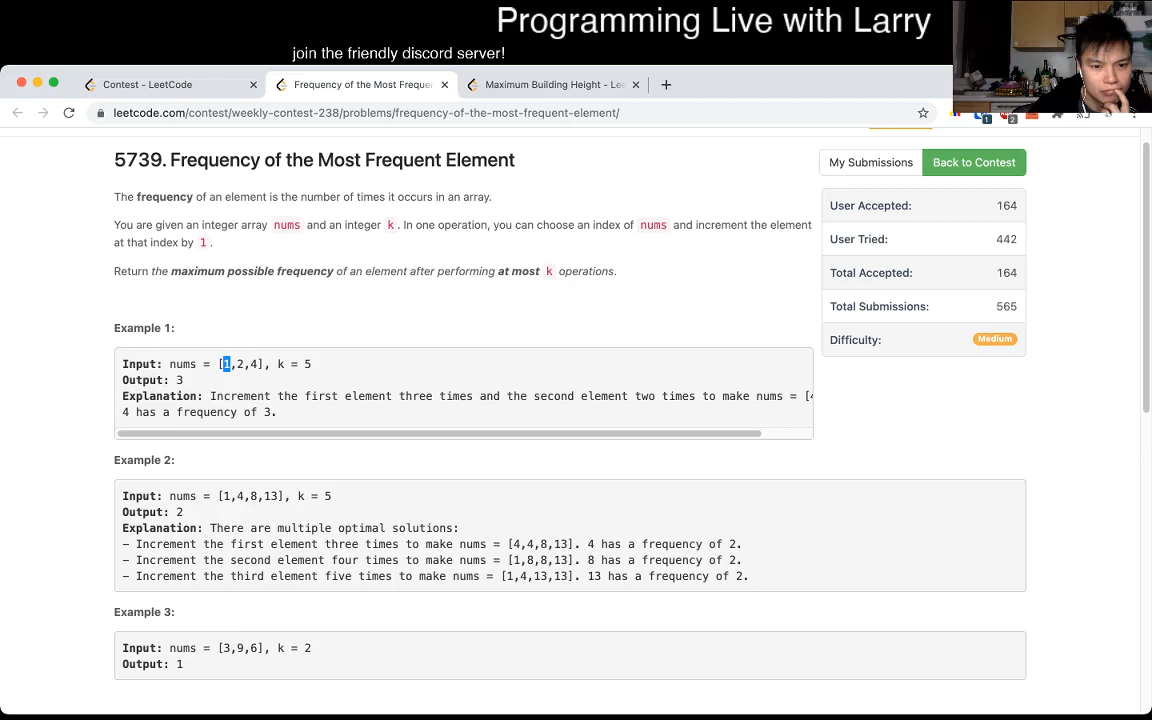 Programming Live with Larry
join the friendly discord server!
Contest - LeetCode
Frequency of the Most Frequer
Maximum Building Height - Lee
leetcode.com/contest/weekly-contest-238/problems/frequency-of-the-most-frequent-element/
1
2
5739. Frequency of the Most Frequent Element
My Submissions
Back to Contest
The frequency of an element is the number of times it occurs in an array.
You are given an integer array nums and an integer k. In one operation, you can choose an index of nums and increment the element
at that index by 1.
Return the maximum possible frequency of an element after performing at most k operations.
User Accepted: 164
User Tried: 442
Total Accepted: 164
Total Submissions: 565
Difficulty: Medium
Example 1:
Input: nums = [1,2,4], k = 5
Output: 3
Explanation: Increment the first element three times and the second element two times to make nums = [4
4 has a frequency of 3.
Example 2:
Input: nums = [1,4,8,13], k = 5
Output: 2
Explanation: There are multiple optimal solutions:
- Increment the first element three times to make nums = [4,4,8,13]. 4 has a frequency of 2.
- Increment the second element four times to make nums = [1,8,8,13]. 8 has a frequency of 2.
- Increment the third element five times to make nums = [1,4,13,13]. 13 has a frequency of 2.
Example 3:
Input: nums = [3,9,6], k = 2
Output: 1